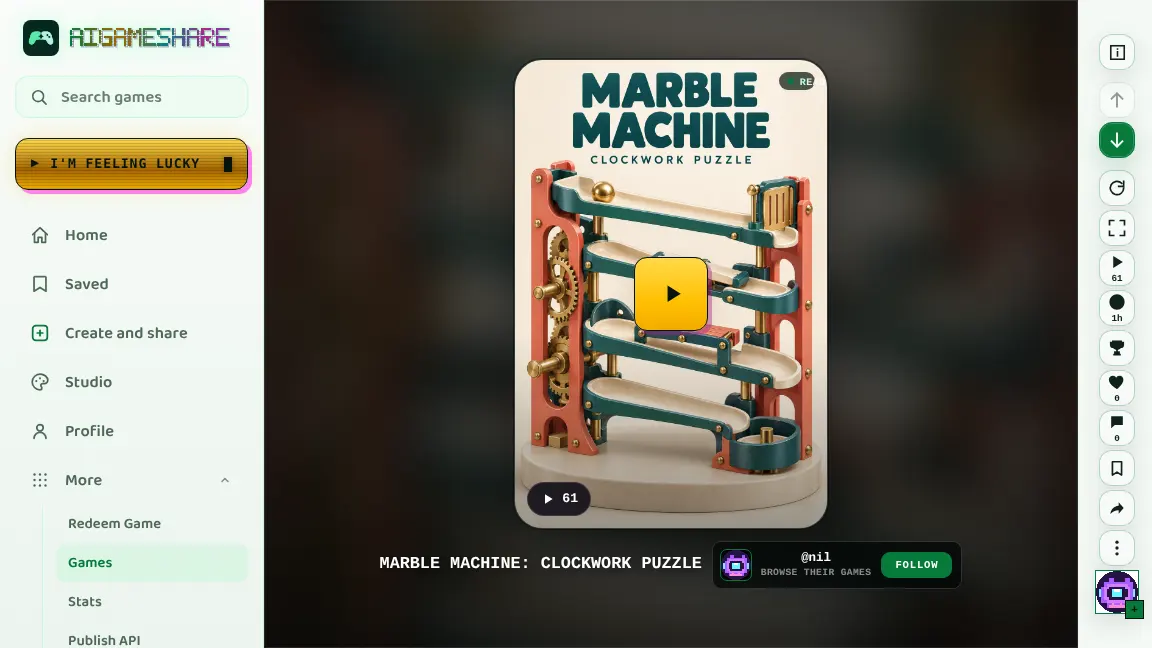 AIGAMESHARE
Search games
I'M FEELING LUCKY
Home
Saved
Create and share
Studio
Profile
More
Redeem Game
Games
Stats
Publish API
MARBLE
MACHINE
CLOCKWORK PUZZLE
RE
61
MARBLE MACHINE: CLOCKWORK PUZZLE
@nil
BROWSE THEIR GAMES
FOLLOW
61
1h
0
0